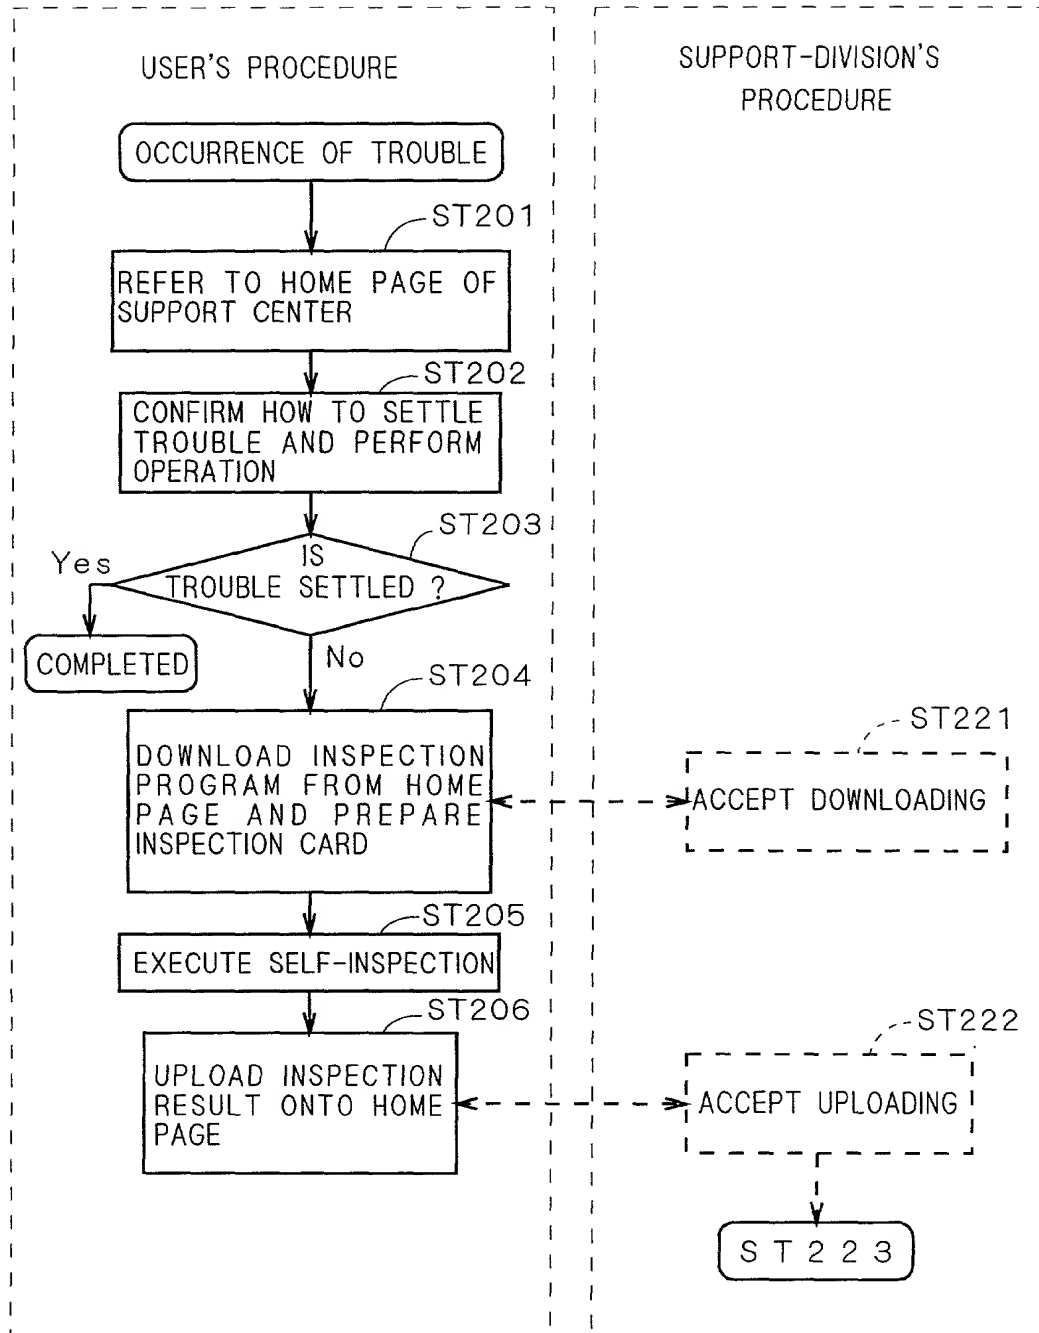 USER'S PROCEDURE
OCCURRENCE OF TROUBLE
ST201
REFER TO HOME PAGE OF
SUPPORT CENTER
ST202
CONFIRM HOW TO SETTLE
TROUBLE AND PERFORM
OPERATION
ST203
IS
TROUBLE SETTLED ?
Yes
COMPLETED
No
ST204
DOWNLOAD INSPECTION
PROGRAM FROM HOME
PAGE AND PREPARE
INSPECTION CARD
ST205
EXECUTE SELF-INSPECTION
ST206
UPLOAD INSPECTION
RESULT ONTO HOME
PAGE
SUPPORT-DIVISION'S
PROCEDURE
ST221
ACCEPT DOWNLOADING
ST222
ACCEPT UPLOADING
ST223